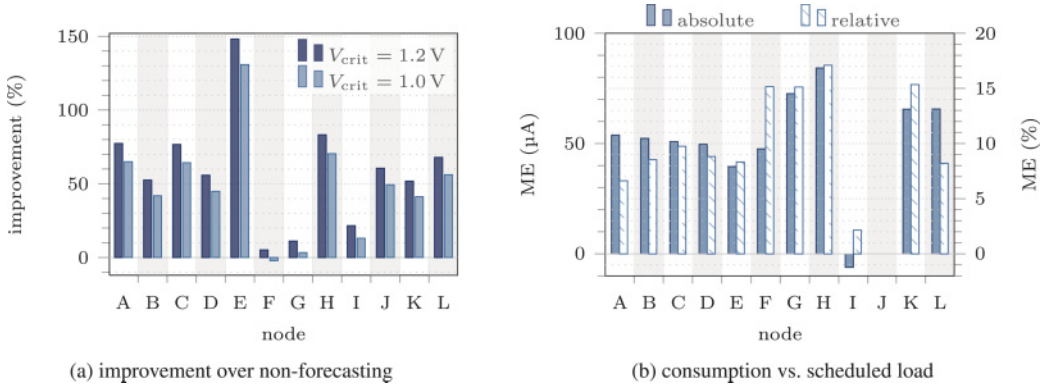 150
100
50
0
improvement (%)
V_crit = 1.2 V
V_crit = 1.0 V
A B C D E F G H I J K L
node
(a) improvement over non-forecasting
absolute relative
100
50
0
ME (µA)
20
15
10
5
0
ME (%)
A B C D E F G H I J K L
node
(b) consumption vs. scheduled load